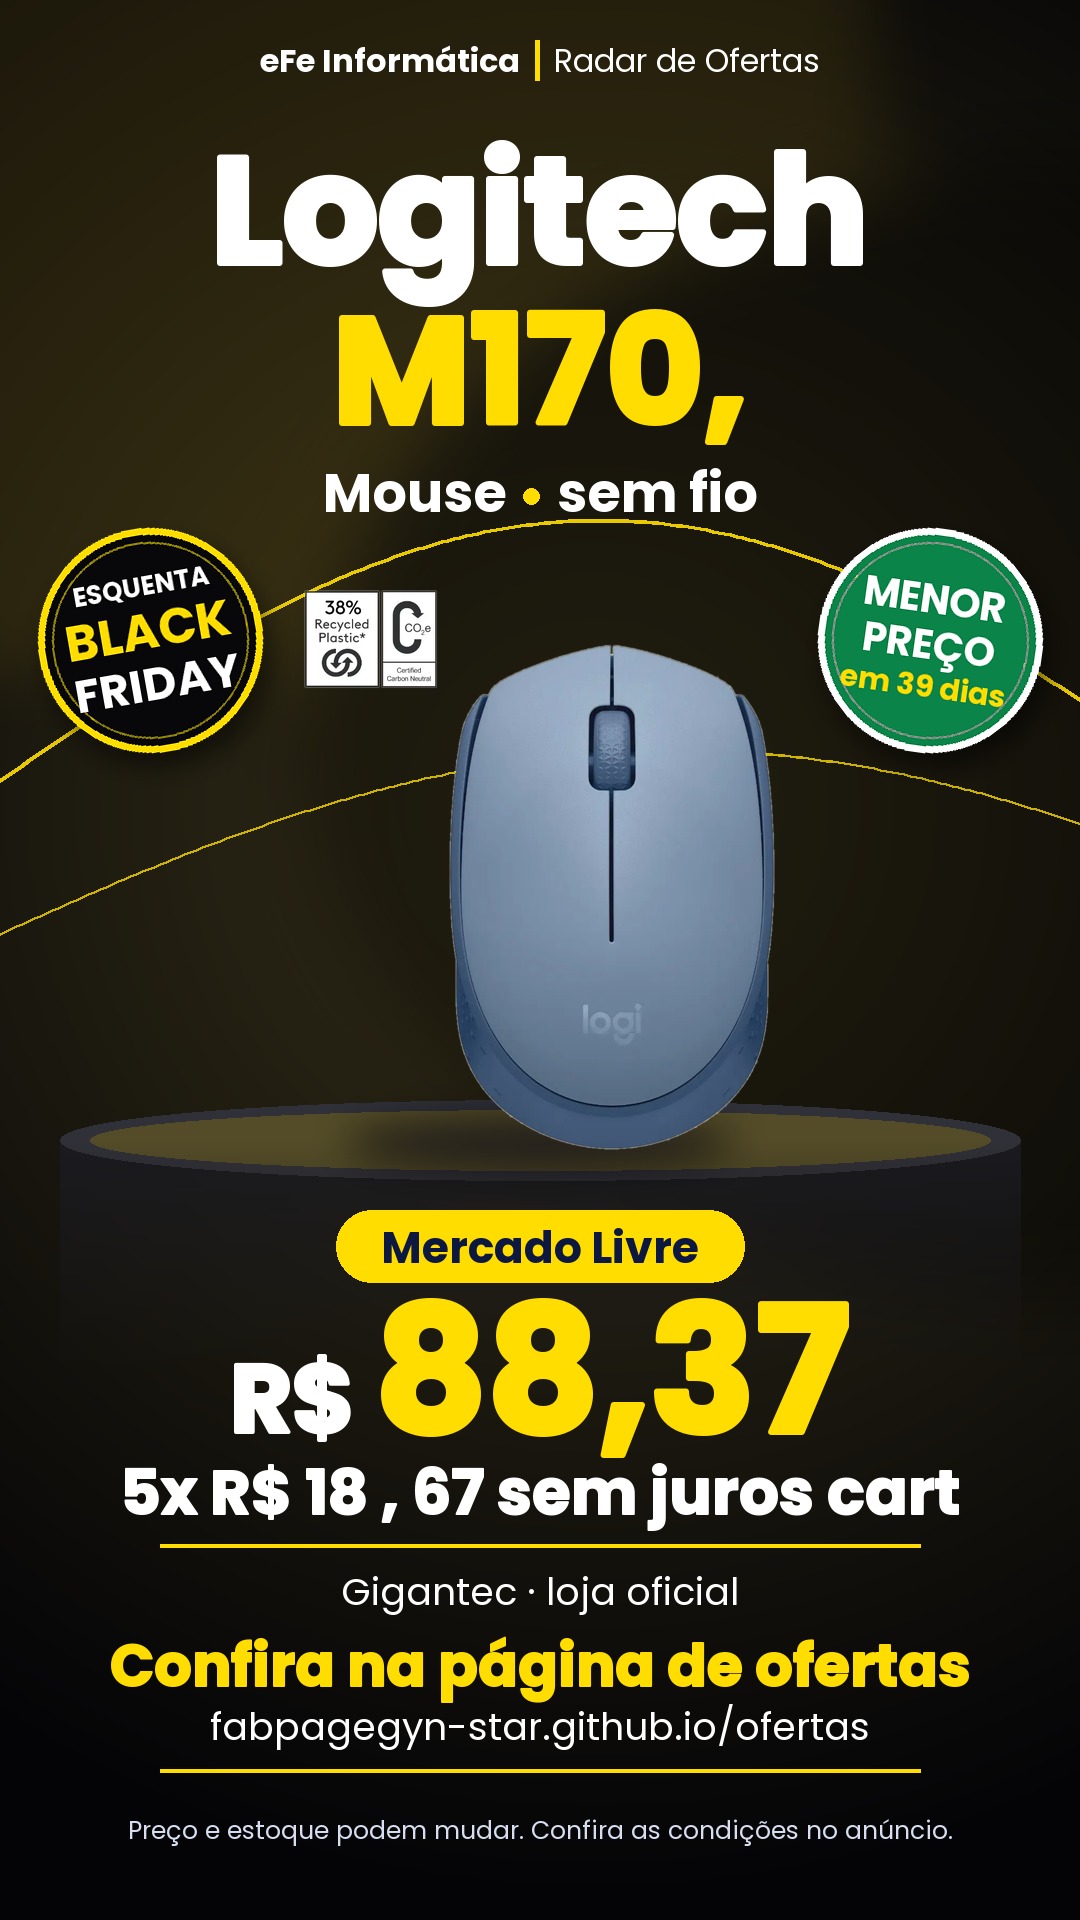 eFe Informática | Radar de Ofertas
Logitech
M170,
Mouse • sem fio
ESQUENTA
BLACK
FRIDAY
38%
Recycled
Plastic*
CO₂e
Certified
Carbon Neutral
MENOR
PREÇO
em 39 dias
logi
Mercado Livre
R$ 88,37
5x R$ 18 , 67 sem juros cart
Gigantec · loja oficial
Confira na página de ofertas
fabpagegyn-star.github.io/ofertas
Preço e estoque podem mudar. Confira as condições no anúncio.